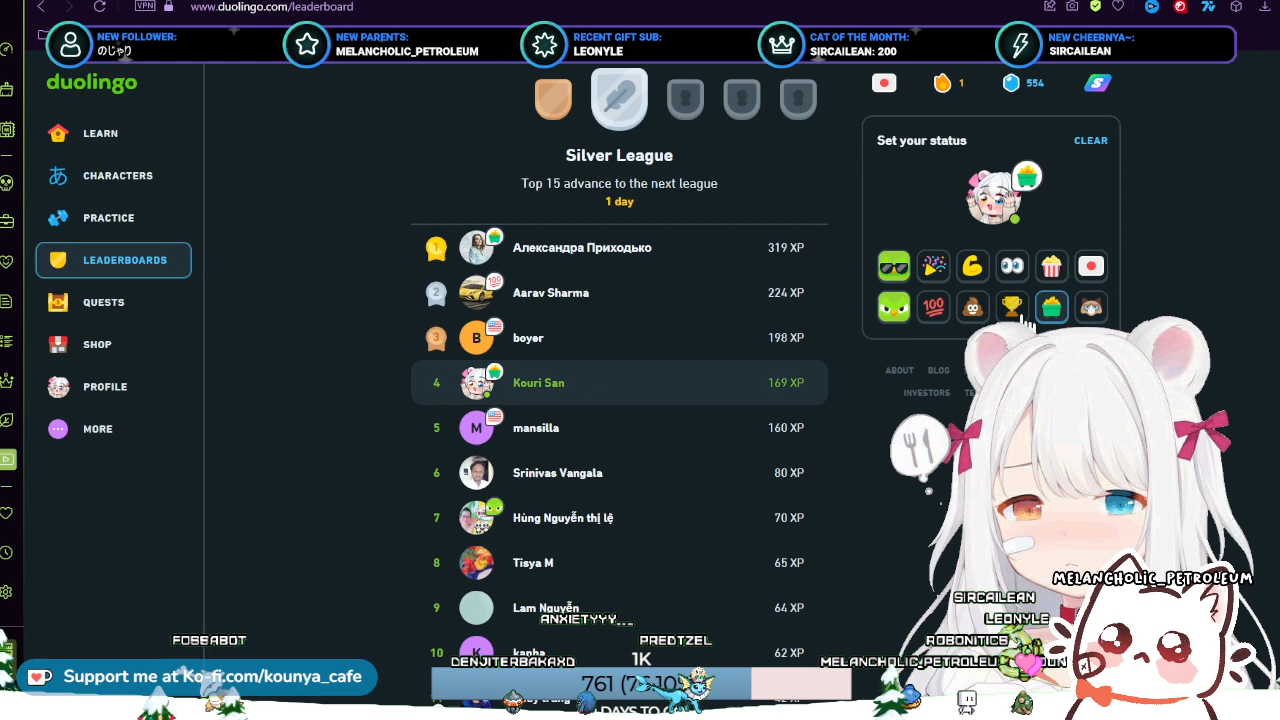 VPN
www.duolingo.com/leaderboard
NEW FOLLOWER:
のじゃり
NEW PARENTS:
MELANCHOLIC_PETROLEUM
RECENT GIFT SUB:
LEONYLE
CAT OF THE MONTH:
SIRCAILEAN: 200
NEW CHEERNYA~:
SIRCAILEAN
duolingo
LEARN
あ CHARACTERS
PRACTICE
LEADERBOARDS
QUESTS
SHOP
PROFILE
MORE
Silver League
Top 15 advance to the next league
1 day
1 Александра Приходько 319 XP
2 Aarav Sharma 224 XP
3 B boyer 198 XP
4 Kouri San 169 XP
5 M mansilla 160 XP
6 Srinivas Vangala 80 XP
7 Hùng Nguyễn thị lệ 70 XP
8 Tisya M 65 XP
9 Lam Nguyễn 64 XP
10 K kapha 62 XP
1
554
S
Set your status
CLEAR
100
ABOUT BLOG
INVESTORS
MELANCHOLIC_PETROLEUM
SIRCAILEAN
LEONYLE
ROBONITICS
ANXIETYYY_
FOSSABOT
PREDTZEL
DENJITERBAKAXD
1K
Support me at Ko-fi.com/kounya_cafe